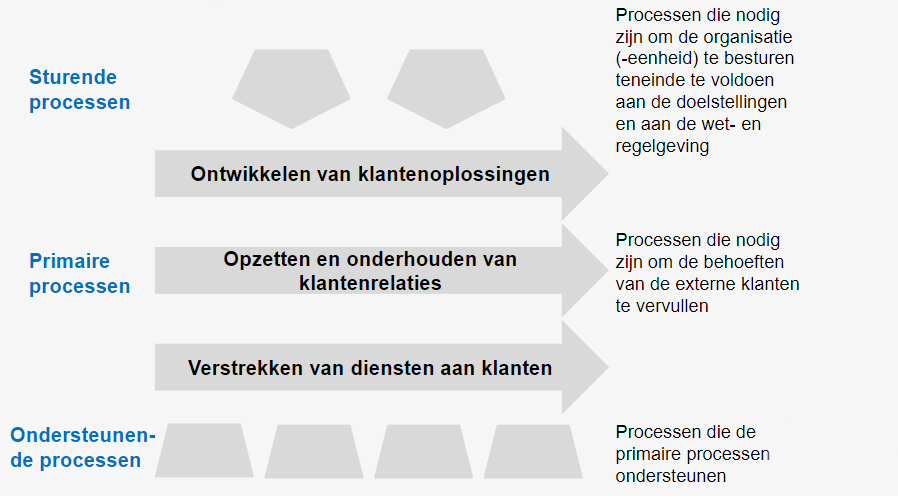 Sturende
processen
Processen die nodig
zijn om de organisatie
(-eenheid) te besturen
teneinde te voldoen
aan de doelstellingen
en aan de wet- en
regelgeving
Ontwikkelen van klantenoplossingen
Primaire
processen
Opzetten en onderhouden van
klantenrelaties
Processen die nodig
zijn om de behoeften
van de externe klanten
te vervullen
Verstrekken van diensten aan klanten
Ondersteunen-
de processen
Processen die de
primaire processen
ondersteunen